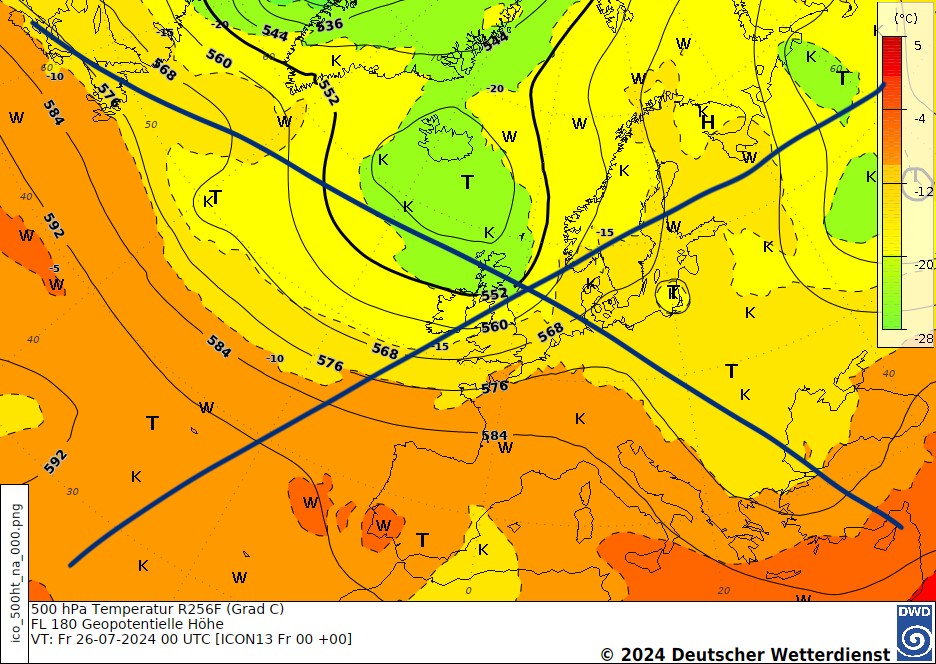 (°C)
5
-4
-12
-20
-28
-20
-15
544
536
544
560
568
552
-20
60
-10
576
584
50
60
W
W
W
W
W
W
K
K
K
T
H
K
W
K
K
T
K
T
K
K
-15
W
K
40
592
W
-5
W
K
T
K
552
560
568
-15
40
584
-10
576
568
576
T
K
40
W
T
K
584
W
592
K
30
W
W
T
K
K
W
0
20
W
ico_500ht_na_000.png
500 hPa Temperatur R256F (Grad C)
FL 180 Geopotentielle Höhe
VT: Fr 26-07-2024 00 UTC [ICON13 Fr 00 +00]
© 2024 Deutscher Wetterdienst
DWD